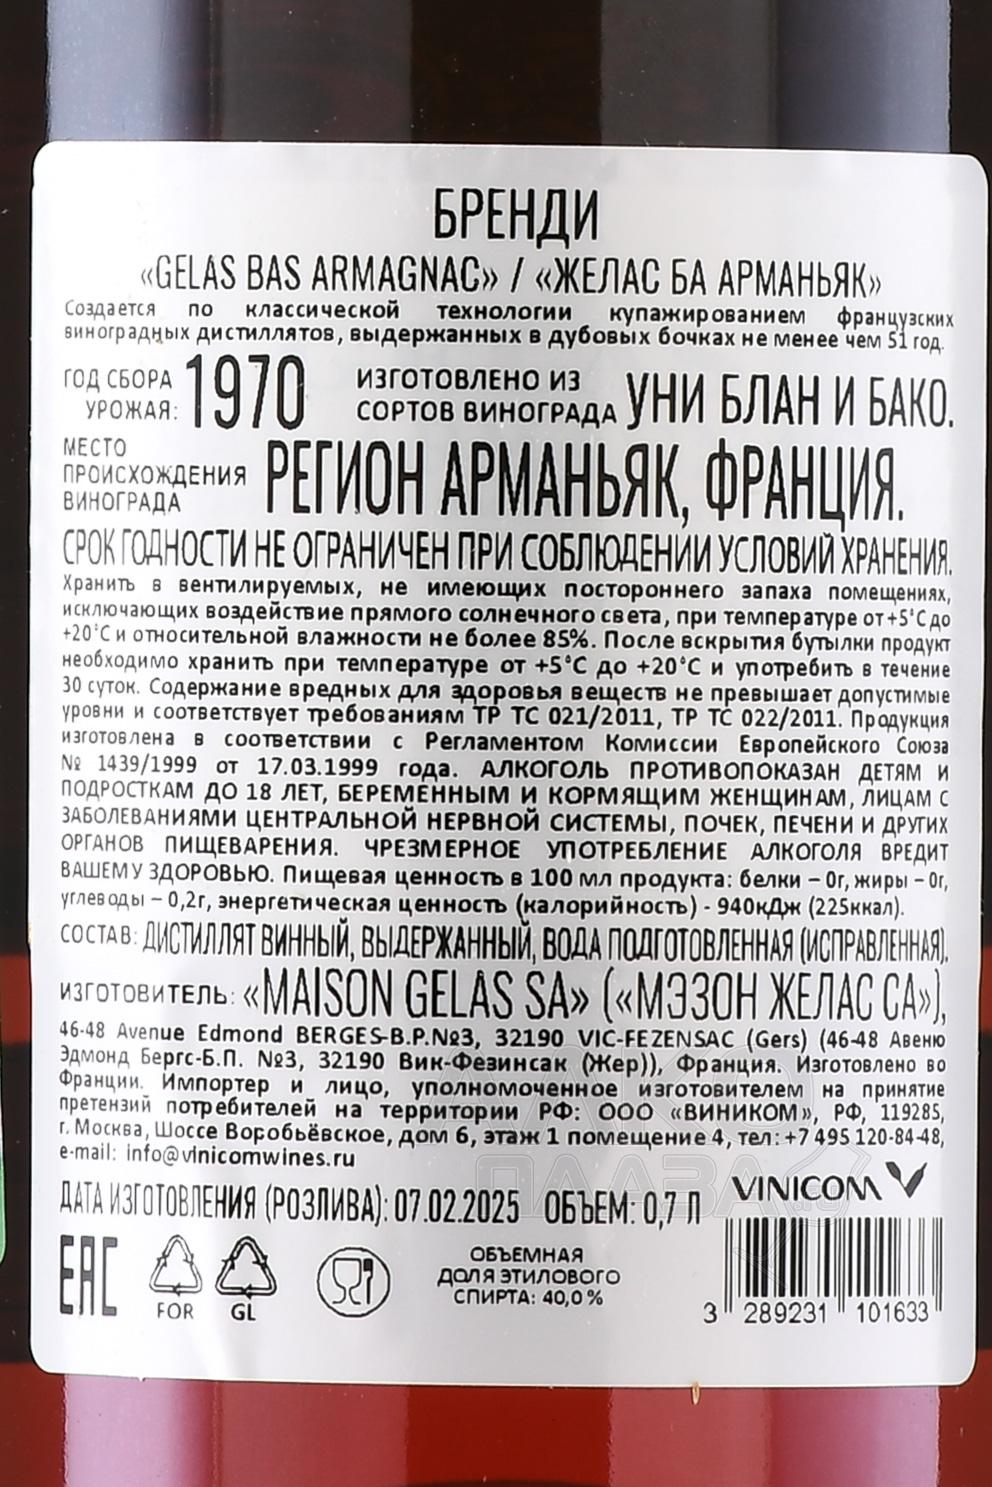 БРЕНДИ
«GELAS BAS ARMAGNAC» / «ЖЕЛАС БА АРМАНЬЯК»
Создается по классической технологии купажированием французских
виноградных дистиллятов, выдержанных в дубовых бочках не менее чем 51 год.
ГОД СБОРА УРОЖАЯ: 1970 ИЗГОТОВЛЕНО ИЗ СОРТОВ ВИНОГРАДА УНИ БЛАН И БАКО.
МЕСТО ПРОИСХОЖДЕНИЯ ВИНОГРАДА РЕГИОН АРМАНЬЯК, ФРАНЦИЯ.
СРОК ГОДНОСТИ НЕ ОГРАНИЧЕН ПРИ СОБЛЮДЕНИИ УСЛОВИЙ ХРАНЕНИЯ.
Хранить в вентилируемых, не имеющих постороннего запаха помещениях,
исключающих воздействие прямого солнечного света, при температуре от +5°С до
+20°С и относительной влажности не более 85%. После вскрытия бутылки продукт
необходимо хранить при температуре от +5°С до +20°С и употребить в течение
30 суток. Содержание вредных для здоровья веществ не превышает допустимые
уровни и соответствует требованиям ТР ТС 021/2011, ТР ТС 022/2011. Продукция
изготовлена в соответствии с Регламентом Комиссии Европейского Союза
№ 1439/1999 от 17.03.1999 года. АЛКОГОЛЬ ПРОТИВОПОКАЗАН ДЕТЯМ И
ПОДРОСТКАМ ДО 18 ЛЕТ, БЕРЕМЕННЫМ И КОРМЯЩИМ ЖЕНЩИНАМ, ЛИЦАМ С
ЗАБОЛЕВАНИЯМИ ЦЕНТРАЛЬНОЙ НЕРВНОЙ СИСТЕМЫ, ПОЧЕК, ПЕЧЕНИ И ДРУГИХ
ОРГАНОВ ПИЩЕВАРЕНИЯ. ЧРЕЗМЕРНОЕ УПОТРЕБЛЕНИЕ АЛКОГОЛЯ ВРЕДИТ
ВАШЕМУ ЗДОРОВЬЮ. Пищевая ценность в 100 мл продукта: белки – 0г, жиры – 0г,
углеводы – 0,2г, энергетическая ценность (калорийность) - 940кДж (225ккал).
СОСТАВ: ДИСТИЛЛЯТ ВИННЫЙ, ВЫДЕРЖАННЫЙ, ВОДА ПОДГОТОВЛЕННАЯ (ИСПРАВЛЕННАЯ).
ИЗГОТОВИТЕЛЬ: «MAISON GELAS SA» («МЭЗОН ЖЕЛАС СА»),
46-48 Avenue Edmond BERGES-B.P.№3, 32190 VIC-FEZENSAC (Gers) (46-48 Авеню
Эдмонд Бергс-Б.П. №3, 32190 Вик-Фезинсак (Жер)), Франция. Изготовлено во
Франции. Импортер и лицо, уполномоченное изготовителем на принятие
претензий потребителей на территории РФ: ООО «ВИНИКОМ», РФ, 119285,
г. Москва, Шоссе Воробьёвское, дом 6, этаж 1 помещение 4, тел: +7 495 120-84-48,
e-mail: info@vinicomwines.ru
ДАТА ИЗГОТОВЛЕНИЯ (РОЗЛИВА): 07.02.2025 ОБЪЕМ: 0,7 Л
VINICOM
EAC
FOR
GL
ОБЪЕМНАЯ
ДОЛЯ ЭТИЛОВОГО
СПИРТА: 40,0 %
3 289231 101633
АЛКО
ПЛАЗА.ru